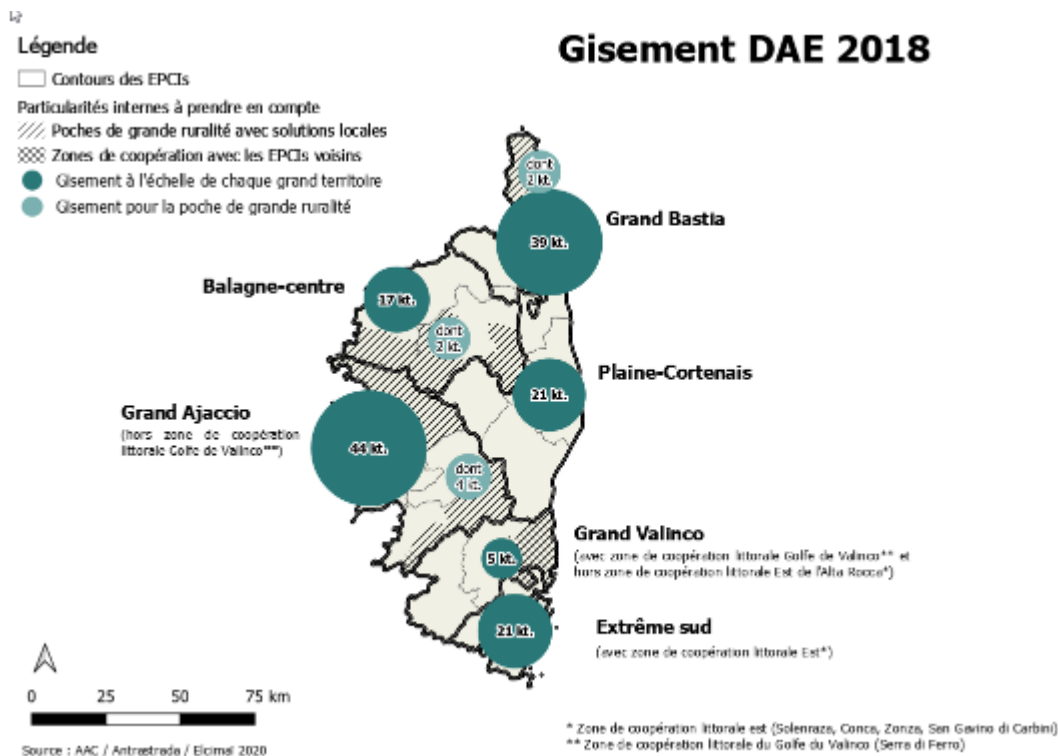 Gisement DAE 2018
Légende
Contours des EPCIs
Particularités internes à prendre en compte
Poches de grande ruralité avec solutions locales
Zones de coopération avec les EPCIs voisins
Gisement à l'échelle de chaque grand territoire
Gisement pour la poche de grande ruralité
dont
2 kt.
Grand Bastia
39 kt.
Balagne-centre
17 kt.
dont
2 kt.
Plaine-Cortenais
21 kt.
Grand Ajaccio
(hors zone de coopération
littorale Golfe de Valinco**)
44 kt.
dont
4 kt.
Grand Valinco
(avec zone de coopération littorale Golfe de Valinco** et
hors zone de coopération littorale Est de l'Alta Rocca*)
5 kt.
Extrême sud
(avec zone de coopération littorale Est*)
21 kt.
0 25 50 75 km
* Zone de coopération littorale est (Solenraza, Conca, Zonza, San Gavino di Carbini)
** Zone de coopération littorale du Golfe du Valinco (Serra di Ferro)
Source : AAC / Antrastrada / Elcimaï 2020